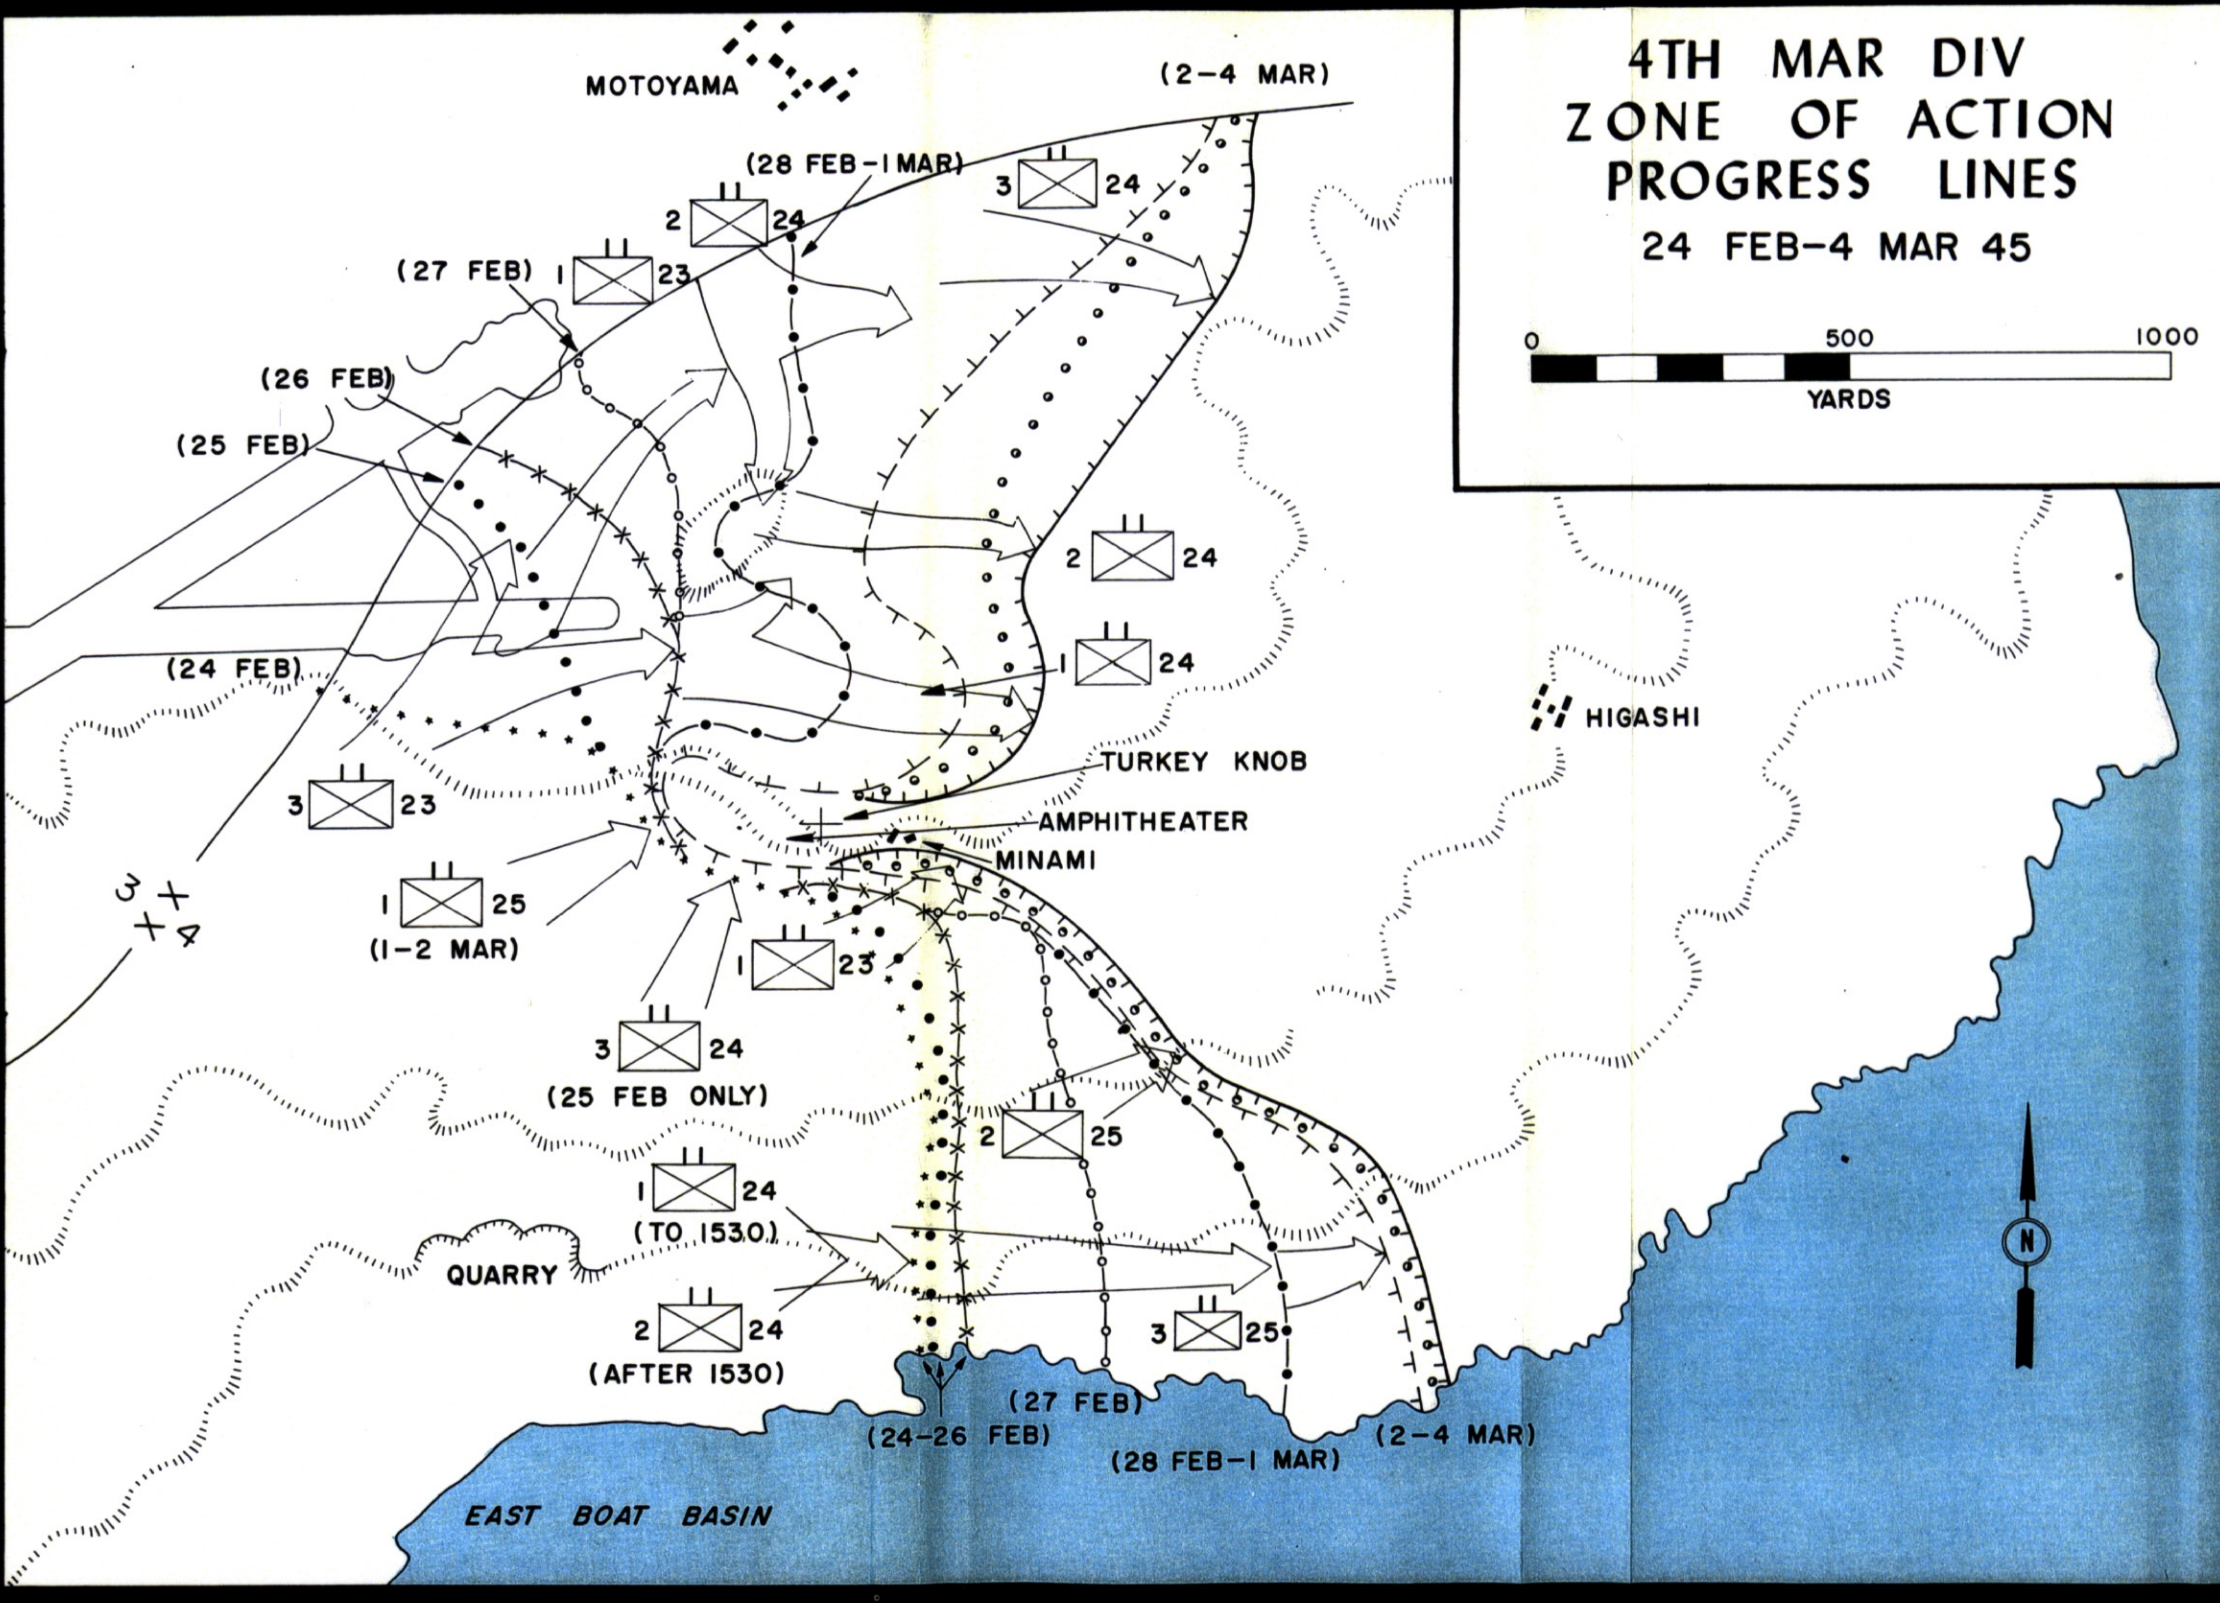 4TH MAR DIV
ZONE OF ACTION
PROGRESS LINES
24 FEB-4 MAR 45
0 500 1000
YARDS
MOTOYAMA
(2-4 MAR)
(28 FEB-1 MAR)
3 24
2 24
(27 FEB)
1 23
(26 FEB)
(25 FEB)
2 24
1 24
(24 FEB)
HIGASHI
TURKEY KNOB
3 23
AMPHITHEATER
MINAMI
3
4
1 25
(1-2 MAR)
1 23
3 24
(25 FEB ONLY)
2 25
1 24
(TO 1530)
QUARRY
N
2 24
(AFTER 1530)
3 25
(27 FEB)
(24-26 FEB)
(2-4 MAR)
(28 FEB-1 MAR)
EAST BOAT BASIN